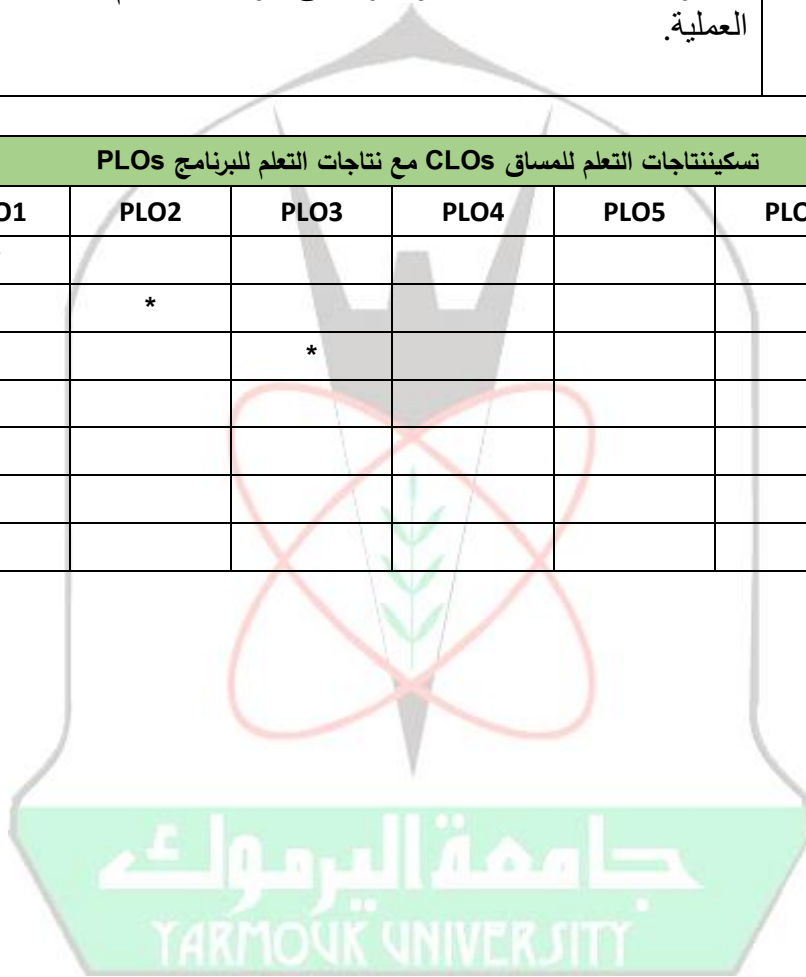 العملية.
تسكيننتاجات التعلم للمساق CLOs مع نتاجات التعلم للبرنامج PLOs
PLO2 PLO3 PLO4 PLO5
*
*
جامعة اليرموك
YARMOUK UNIVERSITY